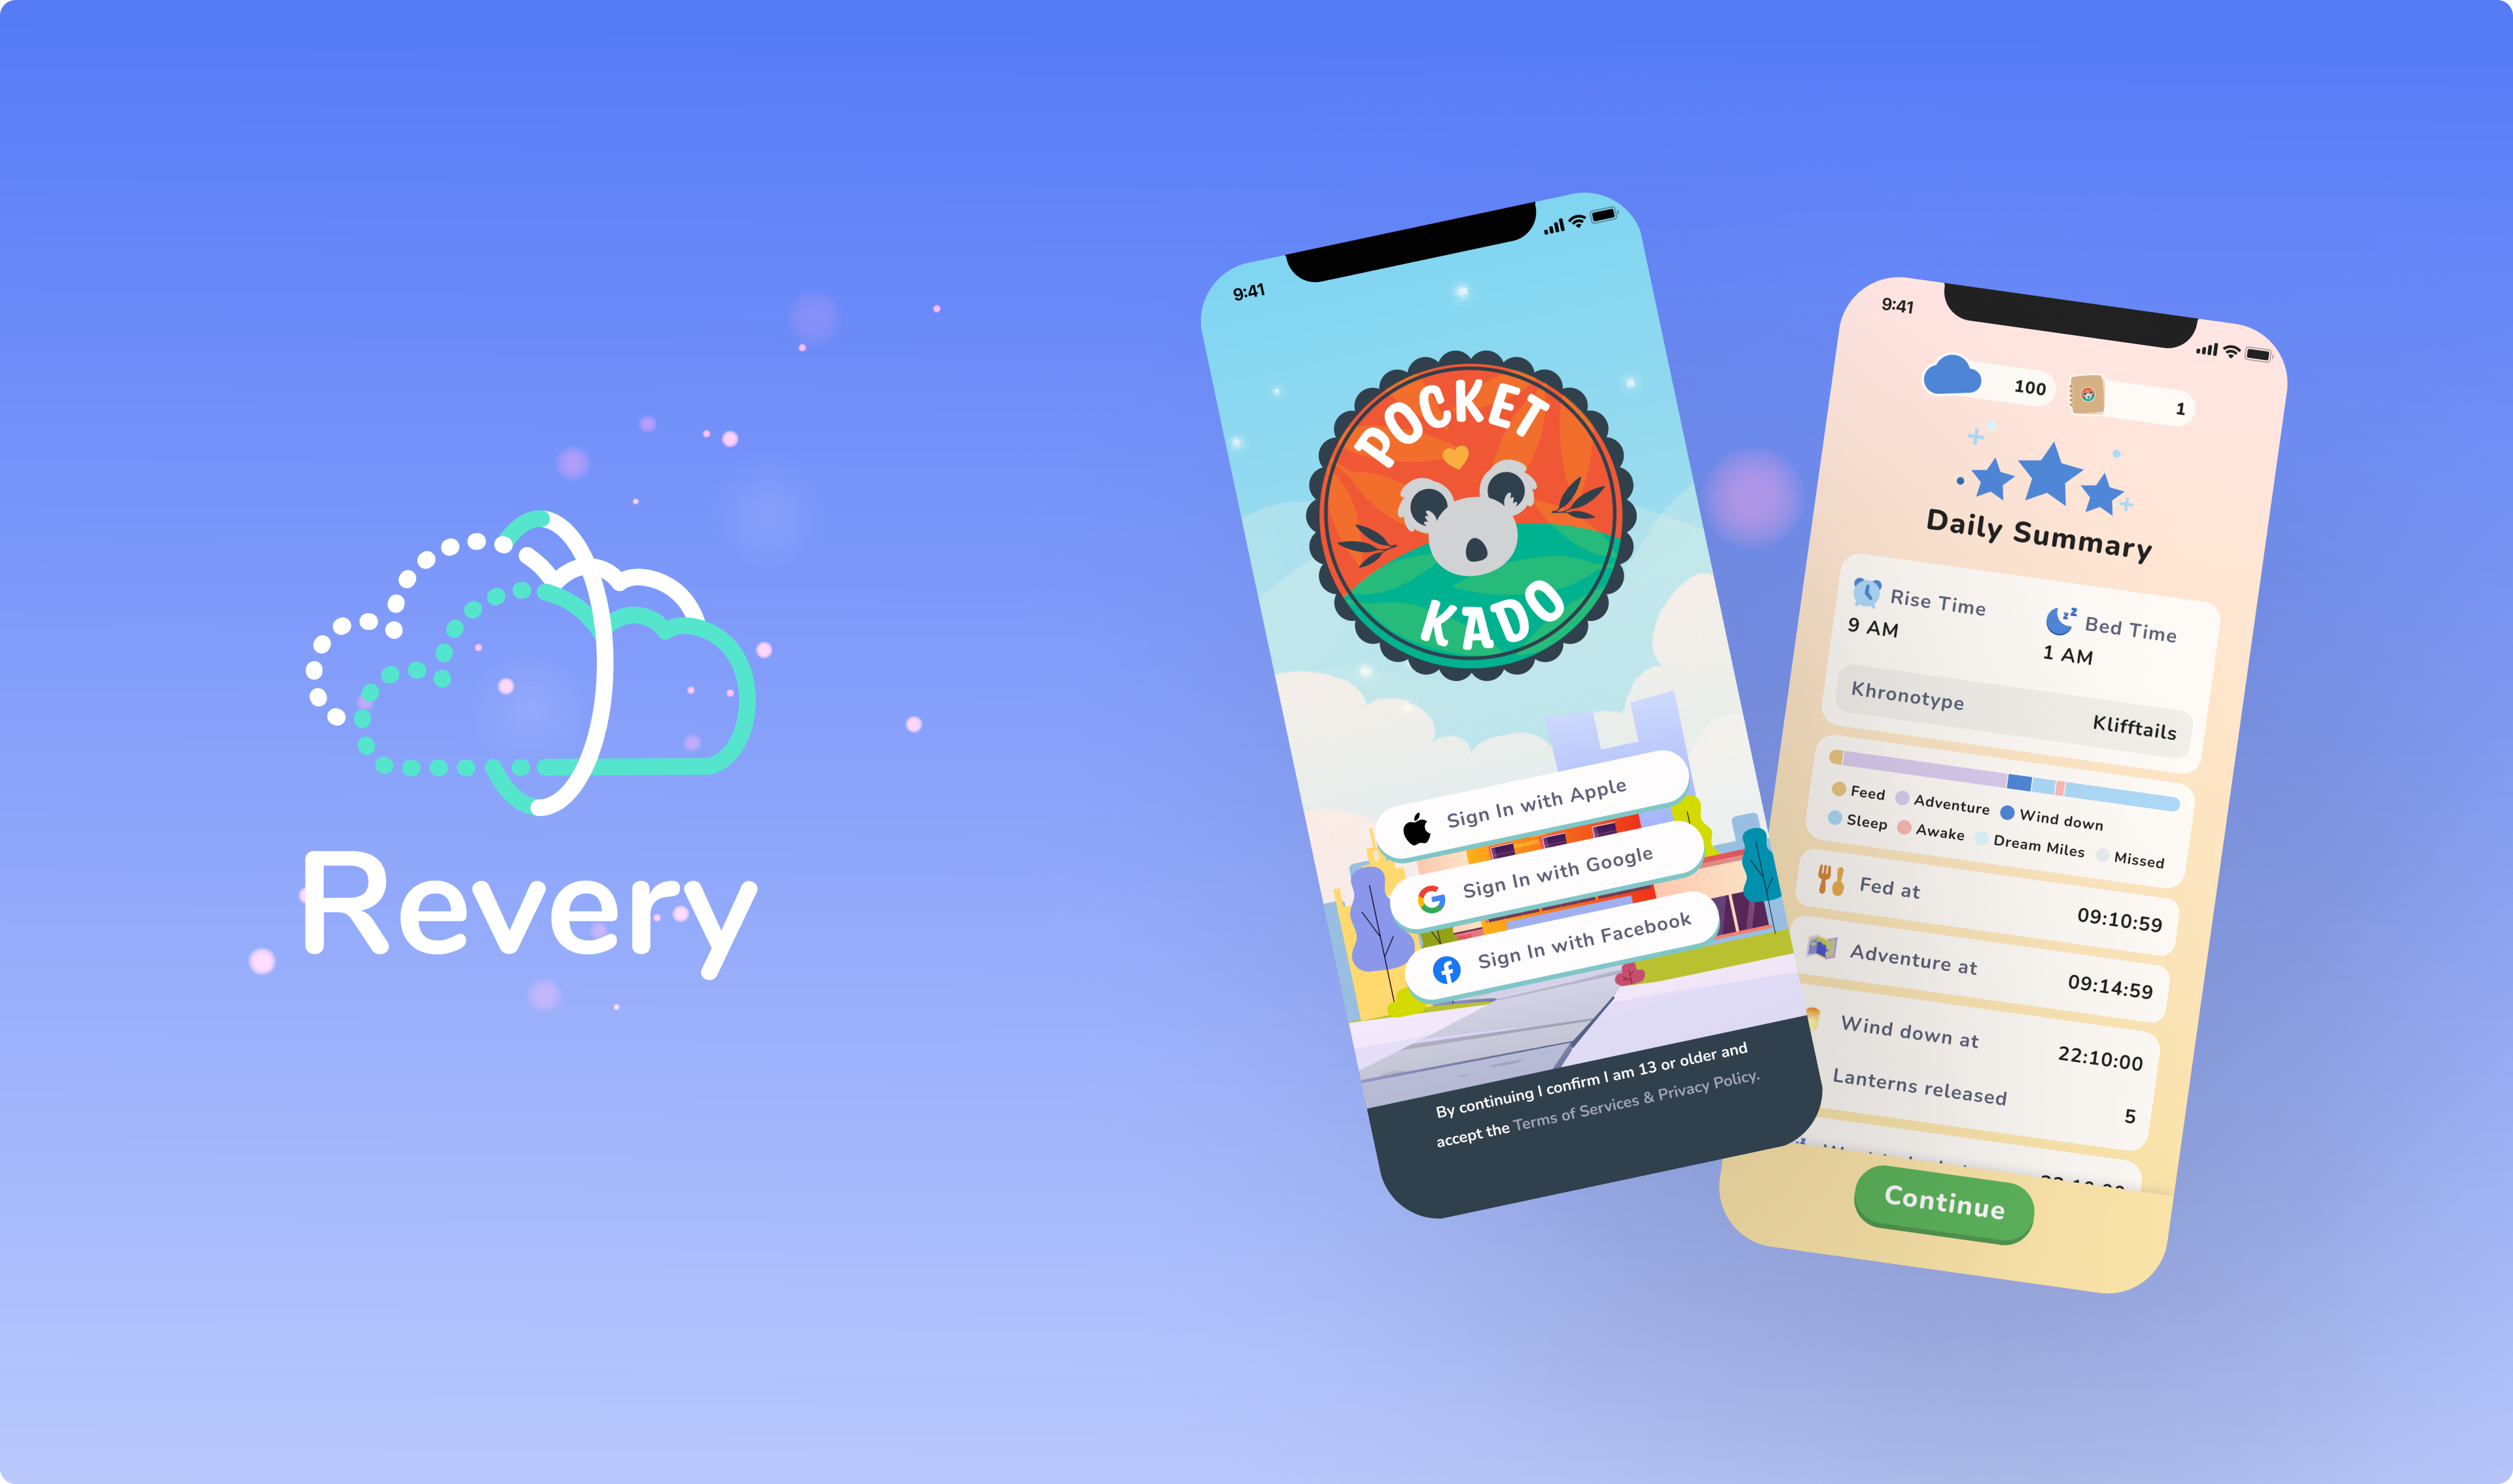 Revery
9:41
POCKET
KADO
Sign In with Apple
Sign In with Google
Sign In with Facebook
By continuing I confirm I am 13 or older and
accept the Terms of Services & Privacy Policy.
9:41
100
1
Daily Summary
Rise Time
9 AM
Bed Time
1 AM
Khronotype Klifftails
Feed Adventure Wind down
Sleep Awake Dream Miles Missed
Fed at 09:10:59
Adventure at 09:14:59
Wind down at 22:10:00
Lanterns released 5
Continue